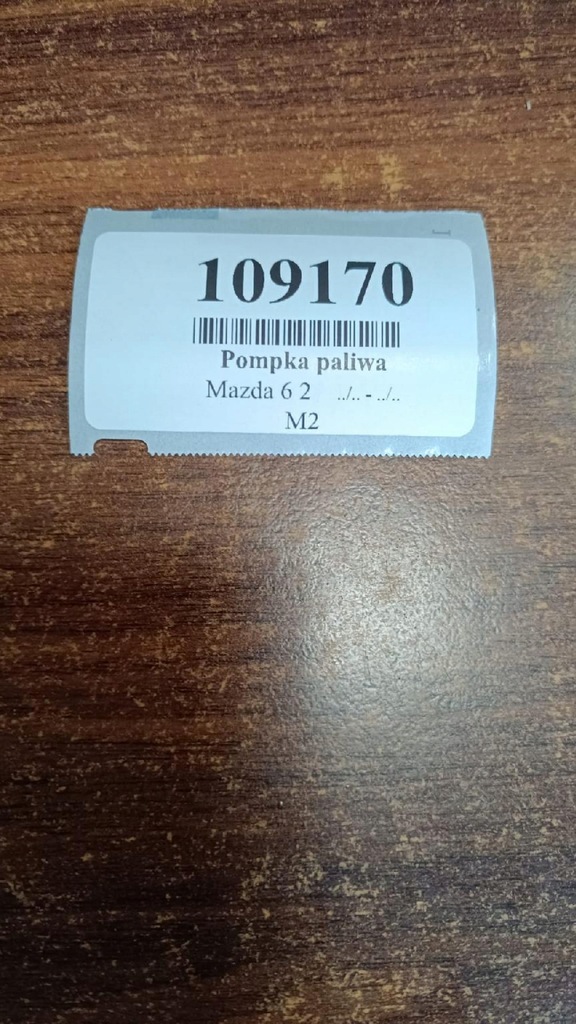 109170
Pompka paliwa
Mazda 6 2 ../.. - ../..
M2